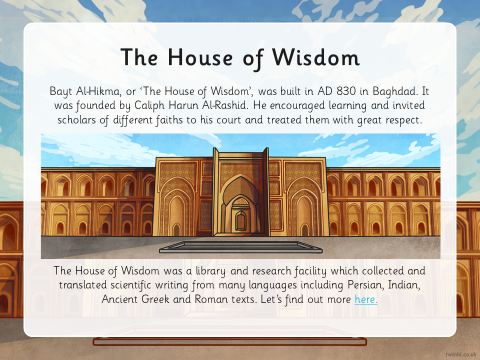 The House of Wisdom
Bayt Al-Hikma, or ‘The House of Wisdom’, was built in AD 830 in Baghdad. It
was founded by Caliph Harun Al-Rashid. He encouraged learning and invited
scholars of different faiths to his court and treated them with great respect.
The House of Wisdom was a library and research facility which collected and
translated scientific writing from many languages including Persian, Indian,
Ancient Greek and Roman texts. Let’s find out more here.
twinkl.co.uk